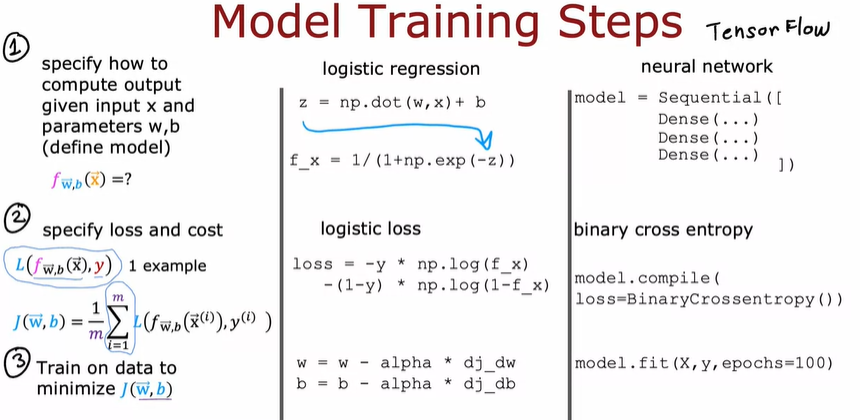 Model Training Steps TensorFlow
①
specify how to
compute output
given input x and
parameters w,b
(define model)
f_{\vec{w},b}(\vec{x}) =?
logistic regression
z = np.dot(w,x)+ b
f_x = 1/(1+np.exp(-z))
neural network
model = Sequential([
Dense(...)
Dense(...)
Dense(...)
])
②
specify loss and cost
L(f_{\vec{w},b}(\vec{x}),y) 1 example
J(\vec{w},b) = \frac{1}{m}\sum_{i=1}^{m} L(f_{\vec{w},b}(\vec{x}^{(i)}),y^{(i)})
logistic loss
loss = -y * np.log(f_x)
-(1-y) * np.log(1-f_x)
binary cross entropy
model.compile(
loss=BinaryCrossentropy())
③
Train on data to
minimize J(\vec{w},b)
w = w - alpha * dj_dw
b = b - alpha * dj_db
model.fit(X,y,epochs=100)